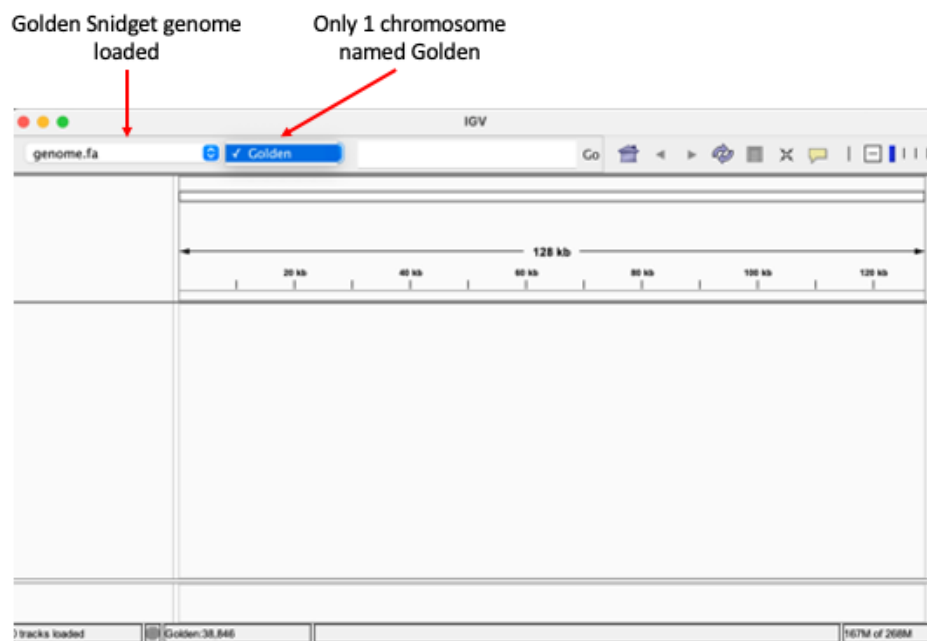 Golden Snidget genome
loaded
Only 1 chromosome
named Golden
IGV
genome.fa
✓ Golden
Go
128 kb
20 kb 40 kb 60 kb 80 kb 100 kb 120 kb
tracks loaded
Golden:38,846
167M of 268M